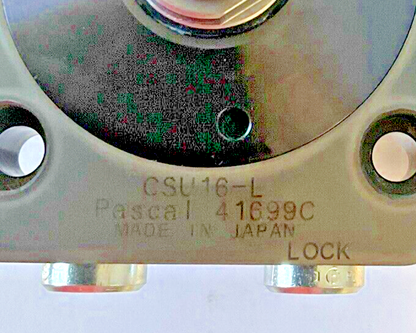 CSU16-L
Pascal 41699C
MADE IN JAPAN
LOCK